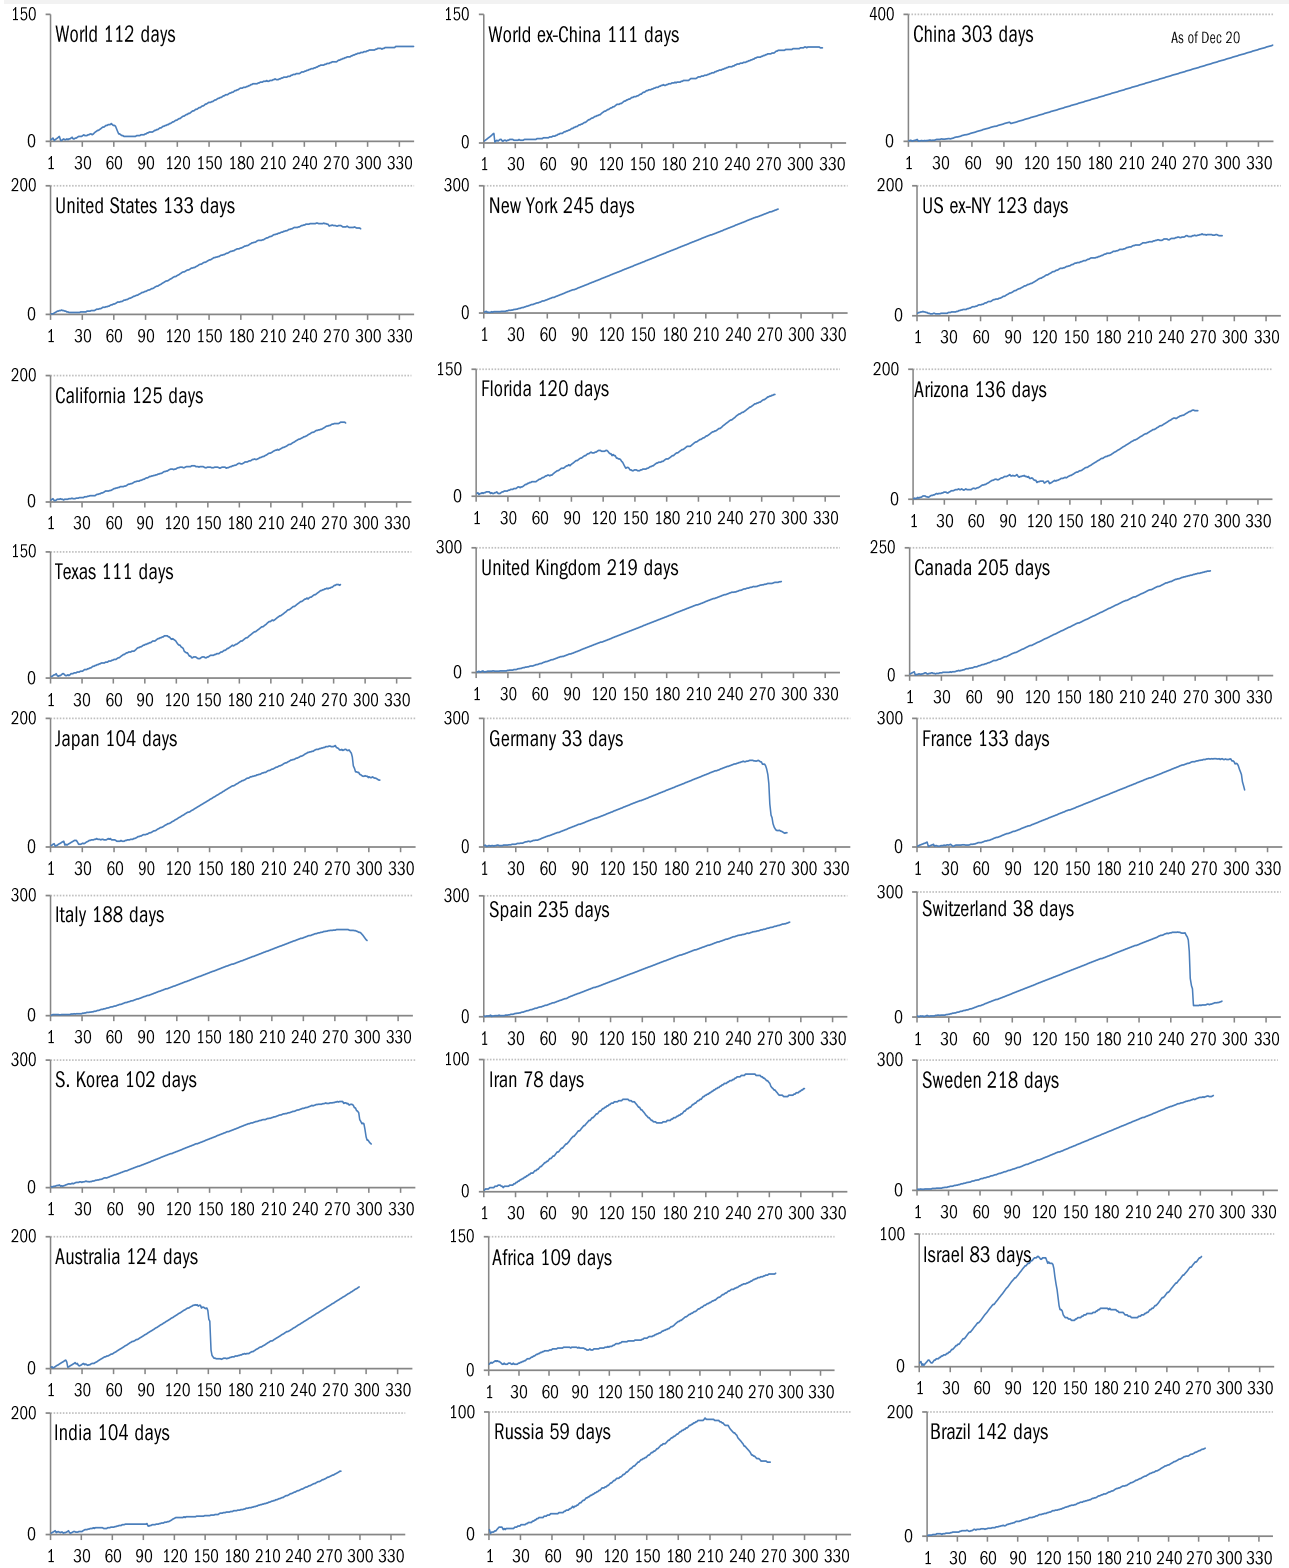 150
World 112 days
0
1 30 60 90 120 150 180 210 240 270 300 330
150
World ex-China 111 days
0
1 30 60 90 120 150 180 210 240 270 300 330
400
China 303 days
As of Dec 20
0
1 30 60 90 120 150 180 210 240 270 300 330
200
United States 133 days
0
1 30 60 90 120 150 180 210 240 270 300 330
300
New York 245 days
0
1 30 60 90 120 150 180 210 240 270 300 330
200
US ex-NY 123 days
0
1 30 60 90 120 150 180 210 240 270 300 330
200
California 125 days
0
1 30 60 90 120 150 180 210 240 270 300 330
150
Florida 120 days
0
1 30 60 90 120 150 180 210 240 270 300 330
200
Arizona 136 days
0
1 30 60 90 120 150 180 210 240 270 300 330
150
Texas 111 days
0
1 30 60 90 120 150 180 210 240 270 300 330
300
United Kingdom 219 days
0
1 30 60 90 120 150 180 210 240 270 300 330
250
Canada 205 days
0
1 30 60 90 120 150 180 210 240 270 300 330
200
Japan 104 days
0
1 30 60 90 120 150 180 210 240 270 300 330
300
Germany 33 days
0
1 30 60 90 120 150 180 210 240 270 300 330
300
France 133 days
0
1 30 60 90 120 150 180 210 240 270 300 330
300
Italy 188 days
0
1 30 60 90 120 150 180 210 240 270 300 330
300
Spain 235 days
0
1 30 60 90 120 150 180 210 240 270 300 330
300
Switzerland 38 days
0
1 30 60 90 120 150 180 210 240 270 300 330
300
S. Korea 102 days
0
1 30 60 90 120 150 180 210 240 270 300 330
100
Iran 78 days
0
1 30 60 90 120 150 180 210 240 270 300 330
300
Sweden 218 days
0
1 30 60 90 120 150 180 210 240 270 300 330
200
Australia 124 days
0
1 30 60 90 120 150 180 210 240 270 300 330
150
Africa 109 days
0
1 30 60 90 120 150 180 210 240 270 300 330
100
Israel 83 days
0
1 30 60 90 120 150 180 210 240 270 300 330
200
India 104 days
0
1 30 60 90 120 150 180 210 240 270 300 330
100
Russia 59 days
0
1 30 60 90 120 150 180 210 240 270 300 330
200
Brazil 142 days
0
1 30 60 90 120 150 180 210 240 270 300 330